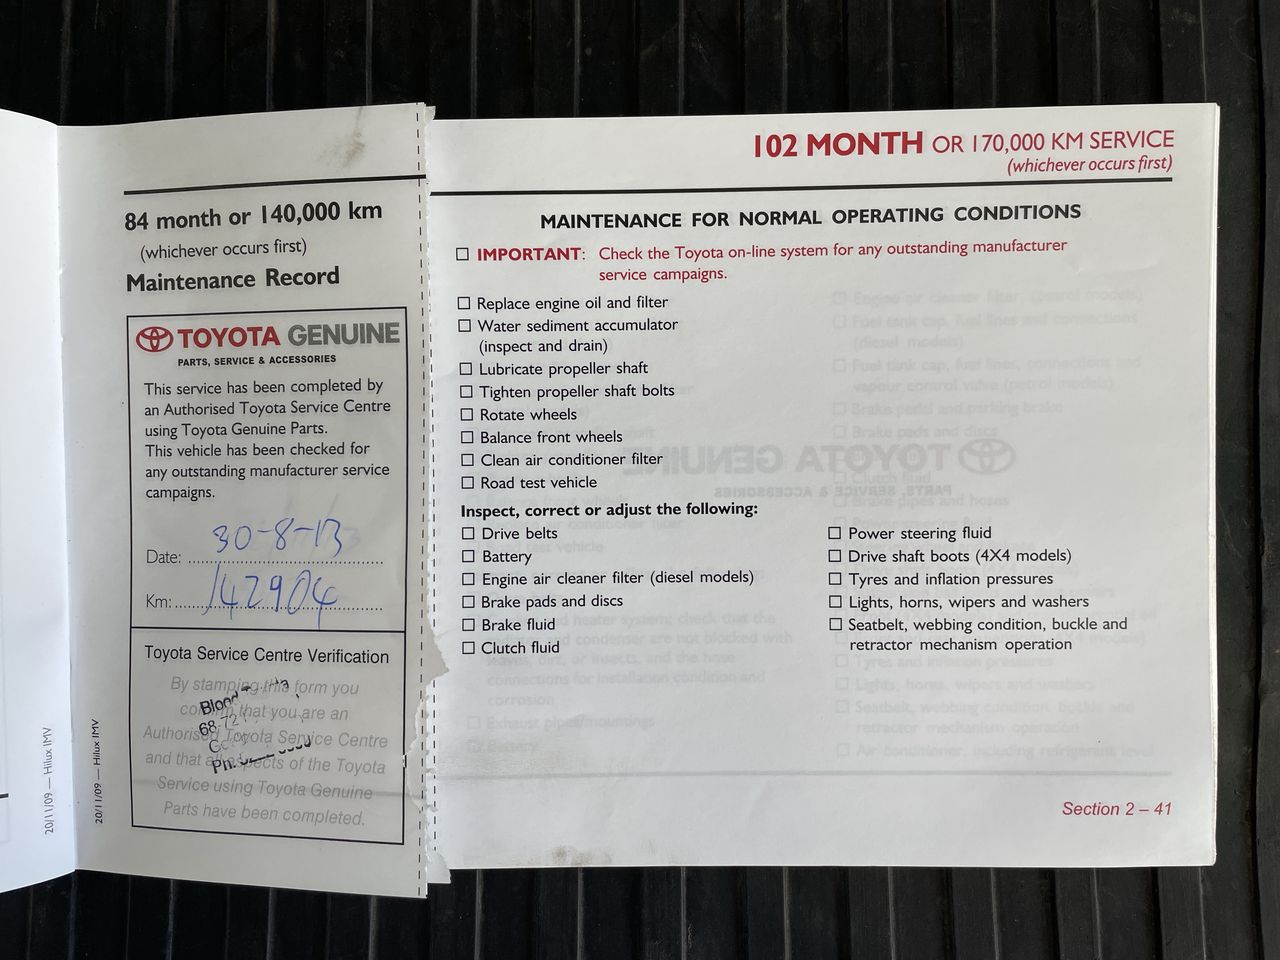 84 month or 140,000 km
(whichever occurs first)
Maintenance Record
TOYOTA GENUINE
PARTS, SERVICE & ACCESSORIES
This service has been completed by
an Authorised Toyota Service Centre
using Toyota Genuine Parts.
This vehicle has been checked for
any outstanding manufacturer service
campaigns.
Date: 30-8-13
Km: 142904
Toyota Service Centre Verification
By stamping this form you
confirm that you are an
Authorised Toyota Service Centre
and that all aspects of the Toyota
Service using Toyota Genuine
Parts have been completed.
Ph:
20/11/09 — Hilux IMV
20/11/09 — Hilux IMV
102 MONTH OR 170,000 KM SERVICE
(whichever occurs first)
MAINTENANCE FOR NORMAL OPERATING CONDITIONS
IMPORTANT: Check the Toyota on-line system for any outstanding manufacturer
service campaigns.
Replace engine oil and filter
Water sediment accumulator
(inspect and drain)
Lubricate propeller shaft
Tighten propeller shaft bolts
Rotate wheels
Balance front wheels
Clean air conditioner filter
Road test vehicle
Inspect, correct or adjust the following:
Drive belts
Battery
Engine air cleaner filter (diesel models)
Brake pads and discs
Brake fluid
Clutch fluid
Power steering fluid
Drive shaft boots (4X4 models)
Tyres and inflation pressures
Lights, horns, wipers and washers
Seatbelt, webbing condition, buckle and
retractor mechanism operation
Section 2 – 41